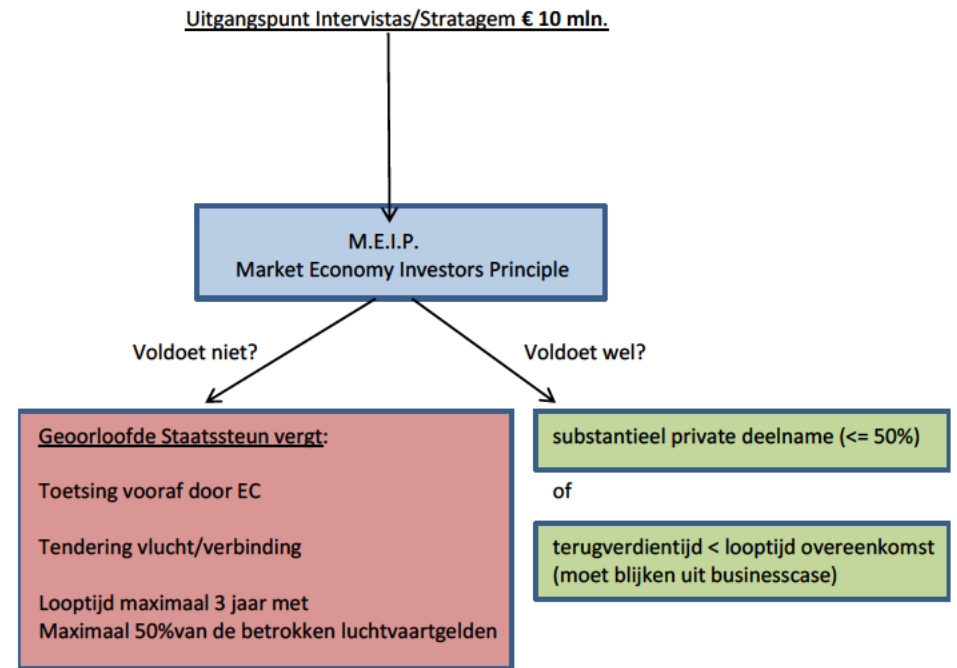 Uitgangspunt Intervistas/Stratagem € 10 mln.
M.E.I.P.
Market Economy Investors Principle
Voldoet niet?
Voldoet wel?
Geoorloofde Staatssteun vergt:
Toetsing vooraf door EC
Tendering vlucht/verbinding
Looptijd maximaal 3 jaar met
Maximaal 50%van de betrokken luchtvaartgelden
substantieel private deelname (<= 50%)
of
terugverdientijd < looptijd overeenkomst
(moet blijken uit businesscase)